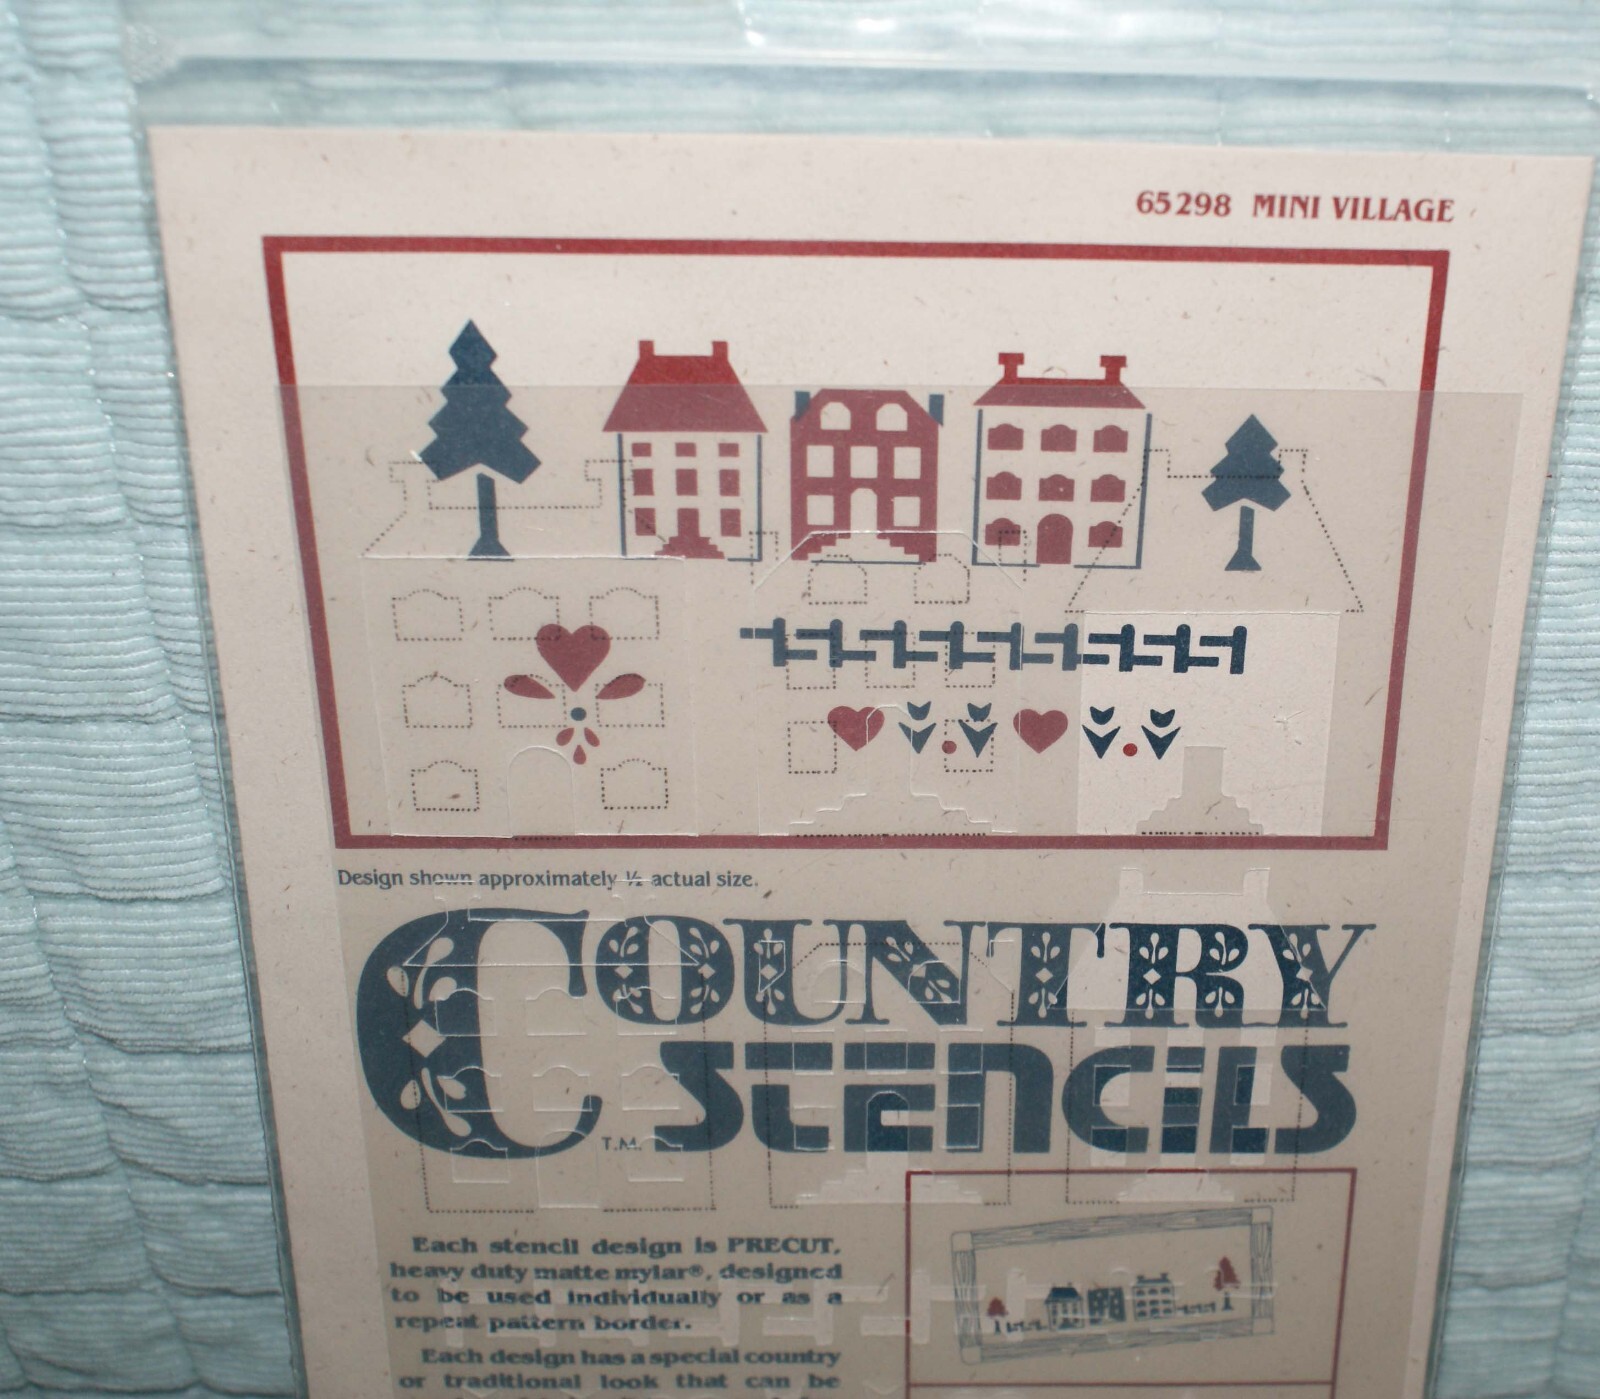 65298 MINI VILLAGE
Design shown approximately ½ actual size.
COUNTRY
STENCILS
T.M.
Each stencil design is PRECUT,
heavy duty matte mylar®, designed
to be used individually or as a
repeat pattern border.
Each design has a special country
or traditional look that can be